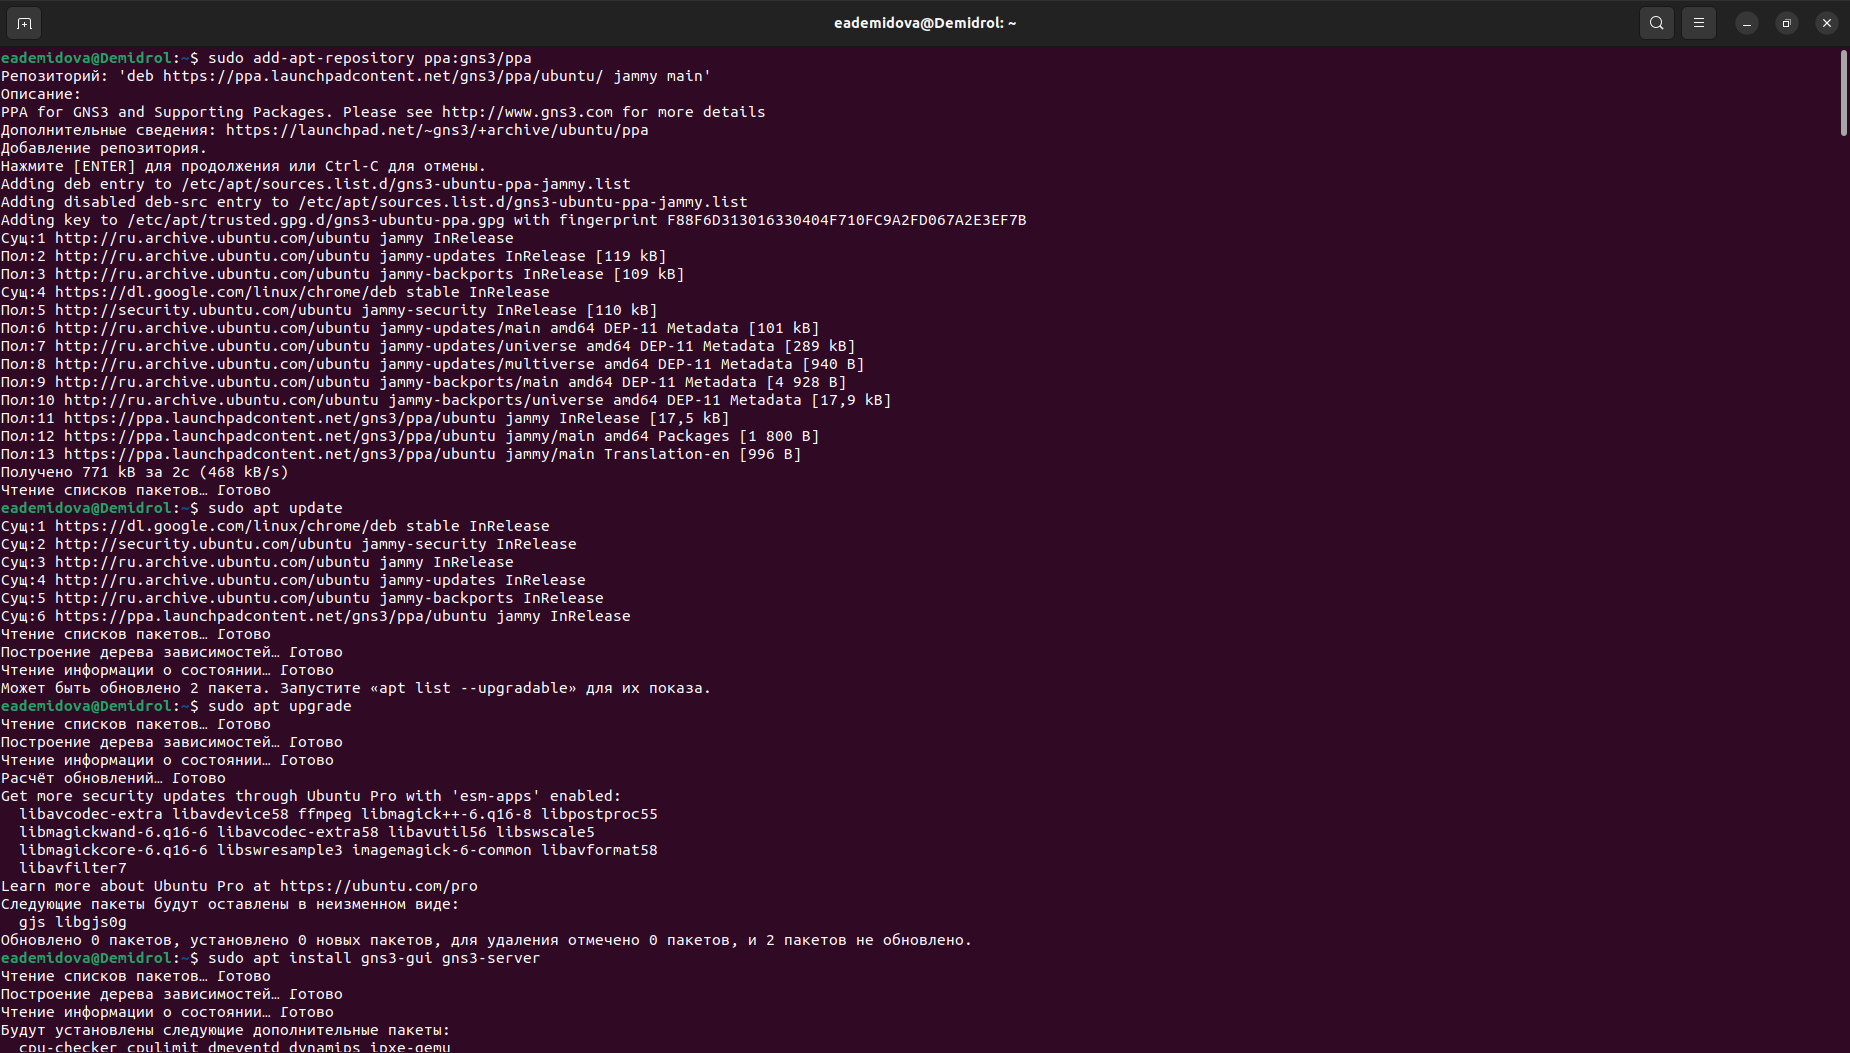 eademidova@Demidrol: ~
eademidova@Demidrol:~$ sudo add-apt-repository ppa:gns3/ppa
Репозиторий: 'deb https://ppa.launchpadcontent.net/gns3/ppa/ubuntu/ jammy main'
Описание:
PPA for GNS3 and Supporting Packages. Please see http://www.gns3.com for more details
Дополнительные сведения: https://launchpad.net/~gns3/+archive/ubuntu/ppa
Добавление репозитория.
Нажмите [ENTER] для продолжения или Ctrl-C для отмены.
Adding deb entry to /etc/apt/sources.list.d/gns3-ubuntu-ppa-jammy.list
Adding disabled deb-src entry to /etc/apt/sources.list.d/gns3-ubuntu-ppa-jammy.list
Adding key to /etc/apt/trusted.gpg.d/gns3-ubuntu-ppa.gpg with fingerprint F88F6D313016330404F710FC9A2FD067A2E3EF7B
Сущ:1 http://ru.archive.ubuntu.com/ubuntu jammy InRelease
Пол:2 http://ru.archive.ubuntu.com/ubuntu jammy-updates InRelease [119 kB]
Пол:3 http://ru.archive.ubuntu.com/ubuntu jammy-backports InRelease [109 kB]
Сущ:4 https://dl.google.com/linux/chrome/deb stable InRelease
Пол:5 http://security.ubuntu.com/ubuntu jammy-security InRelease [110 kB]
Пол:6 http://ru.archive.ubuntu.com/ubuntu jammy-updates/main amd64 DEP-11 Metadata [101 kB]
Пол:7 http://ru.archive.ubuntu.com/ubuntu jammy-updates/universe amd64 DEP-11 Metadata [289 kB]
Пол:8 http://ru.archive.ubuntu.com/ubuntu jammy-updates/multiverse amd64 DEP-11 Metadata [940 B]
Пол:9 http://ru.archive.ubuntu.com/ubuntu jammy-backports/main amd64 DEP-11 Metadata [4 928 B]
Пол:10 http://ru.archive.ubuntu.com/ubuntu jammy-backports/universe amd64 DEP-11 Metadata [17,9 kB]
Пол:11 https://ppa.launchpadcontent.net/gns3/ppa/ubuntu jammy InRelease [17,5 kB]
Пол:12 https://ppa.launchpadcontent.net/gns3/ppa/ubuntu jammy/main amd64 Packages [1 800 B]
Пол:13 https://ppa.launchpadcontent.net/gns3/ppa/ubuntu jammy/main Translation-en [996 B]
Получено 771 kB за 2с (468 kB/s)
Чтение списков пакетов… Готово
eademidova@Demidrol:~$ sudo apt update
Сущ:1 https://dl.google.com/linux/chrome/deb stable InRelease
Сущ:2 http://security.ubuntu.com/ubuntu jammy-security InRelease
Сущ:3 http://ru.archive.ubuntu.com/ubuntu jammy InRelease
Сущ:4 http://ru.archive.ubuntu.com/ubuntu jammy-updates InRelease
Сущ:5 http://ru.archive.ubuntu.com/ubuntu jammy-backports InRelease
Сущ:6 https://ppa.launchpadcontent.net/gns3/ppa/ubuntu jammy InRelease
Чтение списков пакетов… Готово
Построение дерева зависимостей… Готово
Чтение информации о состоянии… Готово
Может быть обновлено 2 пакета. Запустите «apt list --upgradable» для их показа.
eademidova@Demidrol:~$ sudo apt upgrade
Чтение списков пакетов… Готово
Построение дерева зависимостей… Готово
Чтение информации о состоянии… Готово
Расчёт обновлений… Готово
Get more security updates through Ubuntu Pro with 'esm-apps' enabled:
  libavcodec-extra libavdevice58 ffmpeg libmagick++-6.q16-8 libpostproc55
  libmagickwand-6.q16-6 libavcodec-extra58 libavutil56 libswscale5
  libmagickcore-6.q16-6 libswresample3 imagemagick-6-common libavformat58
  libavfilter7
Learn more about Ubuntu Pro at https://ubuntu.com/pro
Следующие пакеты будут оставлены в неизменном виде:
  gjs libgjs0g
Обновлено 0 пакетов, установлено 0 новых пакетов, для удаления отмечено 0 пакетов, и 2 пакетов не обновлено.
eademidova@Demidrol:~$ sudo apt install gns3-gui gns3-server
Чтение списков пакетов… Готово
Построение дерева зависимостей… Готово
Чтение информации о состоянии… Готово
Будут установлены следующие дополнительные пакеты:
  cpu-checker cpulimit dmeventd dynamips ipxe-qemu